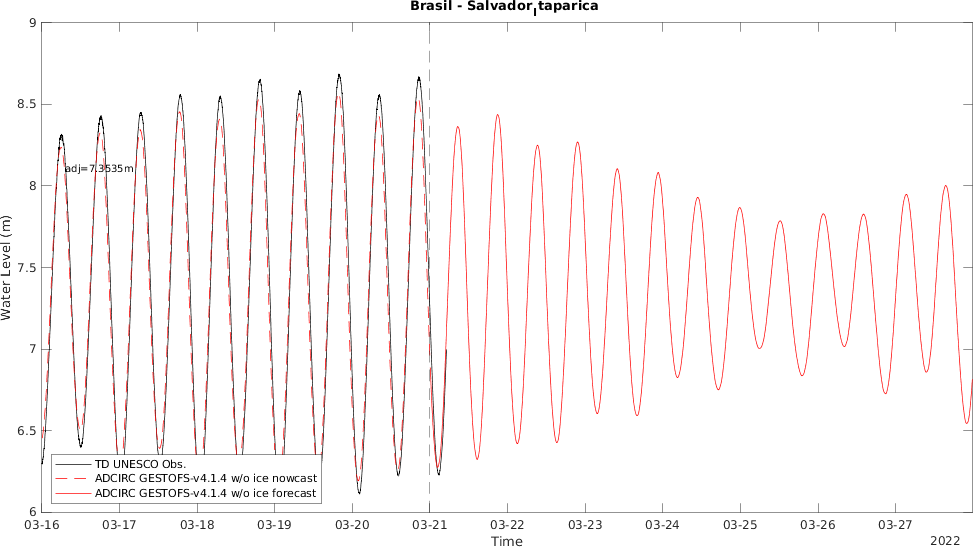 Brasil - Salvador_Itaparica
9
8.5
adj=7.3535m
8
Water Level (m)
7.5
7
6.5
TD UNESCO Obs.
ADCIRC GESTOFS-v4.1.4 w/o ice nowcast
ADCIRC GESTOFS-v4.1.4 w/o ice forecast
6
03-16 03-17 03-18 03-19 03-20 03-21 03-22 03-23 03-24 03-25 03-26 03-27
Time
2022